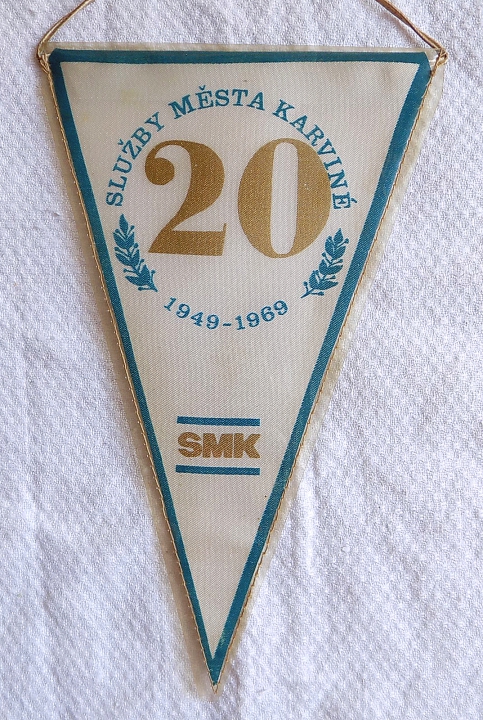 SLUŽBY MĚSTA KARVINÉ
20
1949-1969
SMK